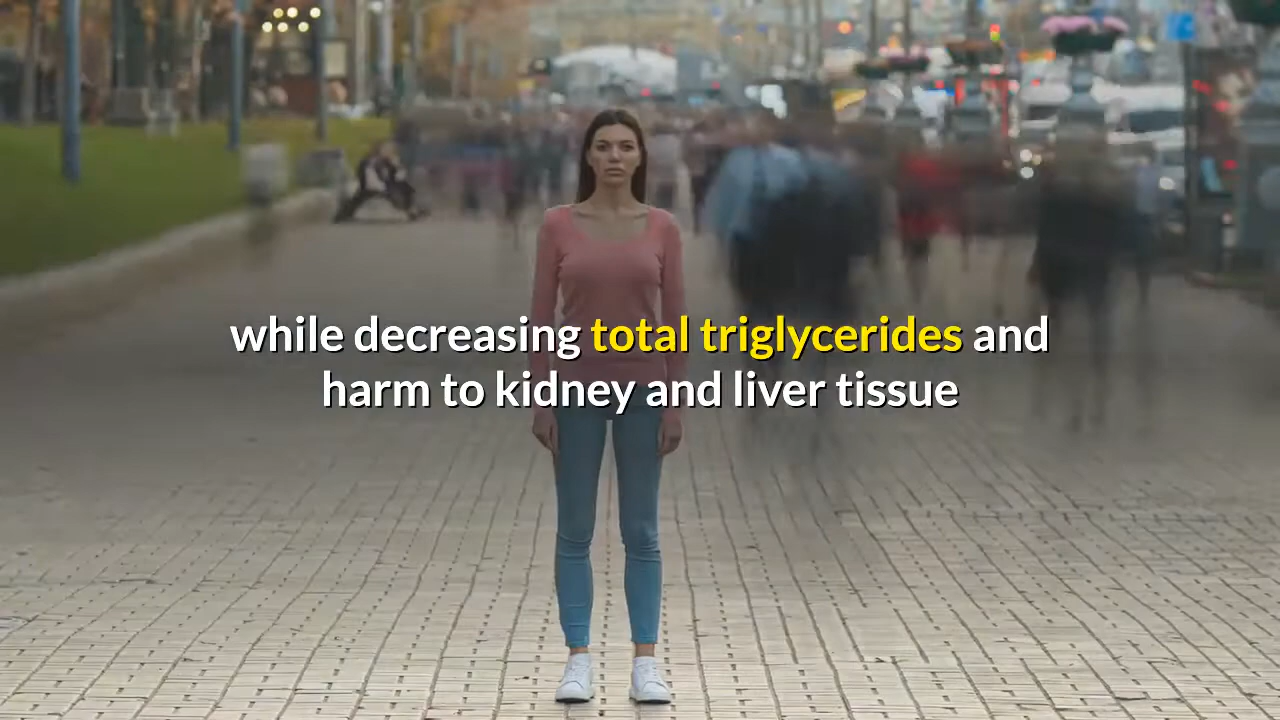 while decreasing total triglycerides and
harm to kidney and liver tissue